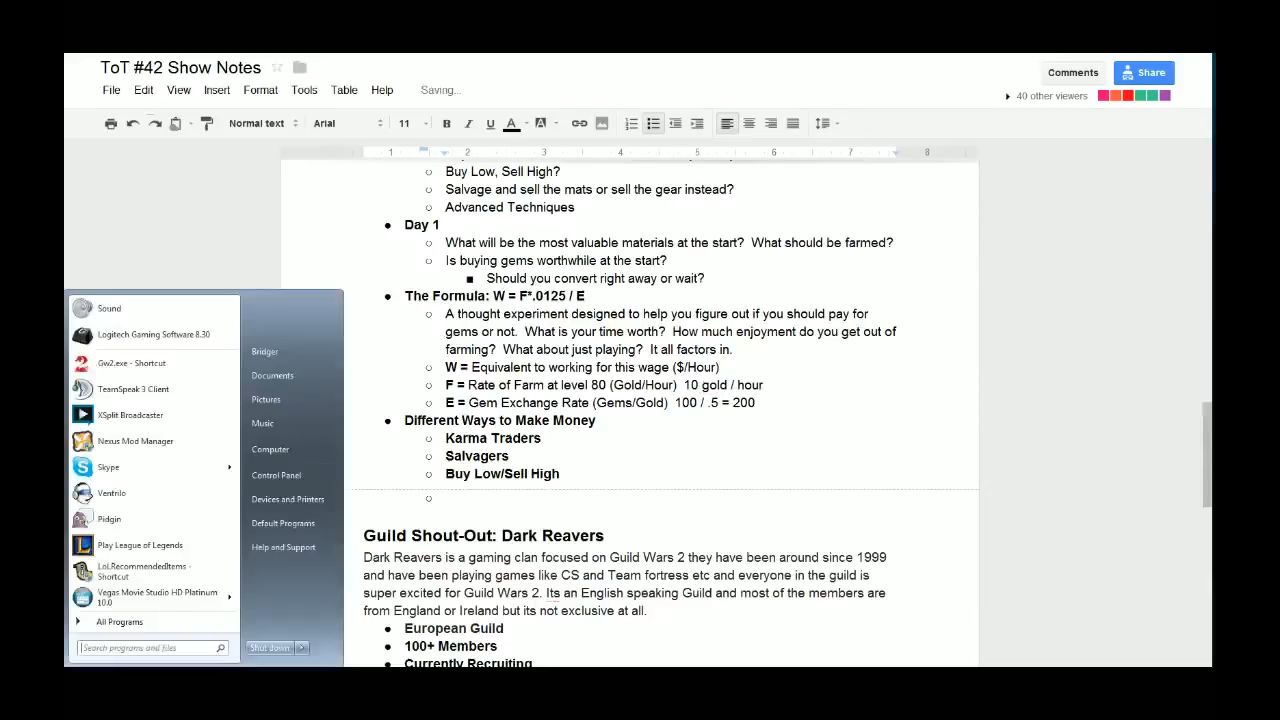 ToT #42 Show Notes
Comments
Share
File Edit View Insert Format Tools Table Help Saving...
40 other viewers
Normal text Arial 11 B I U A A
1 2 3 4 5 6 7 8
Buy Low, Sell High?
Salvage and sell the mats or sell the gear instead?
Advanced Techniques
Day 1
What will be the most valuable materials at the start? What should be farmed?
Is buying gems worthwhile at the start?
Should you convert right away or wait?
The Formula: W = F*.0125 / E
A thought experiment designed to help you figure out if you should pay for
gems or not. What is your time worth? How much enjoyment do you get out of
farming? What about just playing? It all factors in.
W = Equivalent to working for this wage ($/Hour)
F = Rate of Farm at level 80 (Gold/Hour) 10 gold / hour
E = Gem Exchange Rate (Gems/Gold) 100 / .5 = 200
Different Ways to Make Money
Karma Traders
Salvagers
Buy Low/Sell High
Guild Shout-Out: Dark Reavers
Dark Reavers is a gaming clan focused on Guild Wars 2 they have been around since 1999
and have been playing games like CS and Team fortress etc and everyone in the guild is
super excited for Guild Wars 2. Its an English speaking Guild and most of the members are
from England or Ireland but its not exclusive at all.
European Guild
100+ Members
Currently Recruiting
Sound
Logitech Gaming Software 8.30
Gw2.exe - Shortcut
TeamSpeak 3 Client
XSplit Broadcaster
Nexus Mod Manager
Skype
Ventrilo
Pidgin
Play League of Legends
LoLRecommendedItems -
Shortcut
Vegas Movie Studio HD Platinum
10.0
All Programs
Search programs and files
Bridger
Documents
Pictures
Music
Computer
Control Panel
Devices and Printers
Default Programs
Help and Support
Shut down